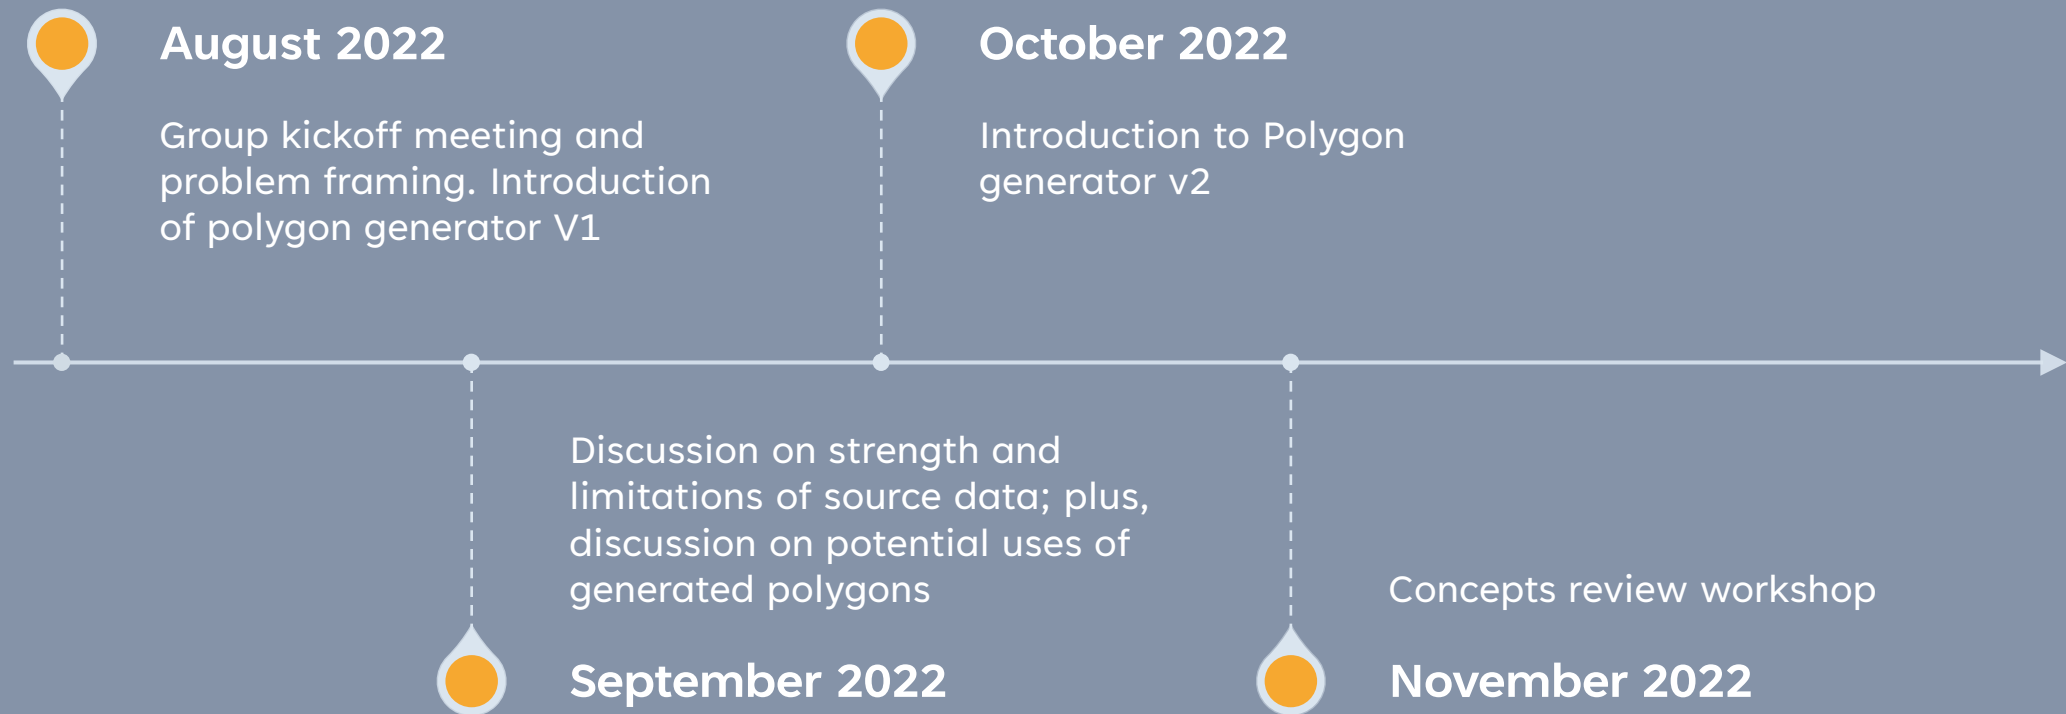 August 2022
Group kickoff meeting and
problem framing. Introduction
of polygon generator V1
Discussion on strength and
limitations of source data; plus,
discussion on potential uses of
generated polygons
September 2022
October 2022
Introduction to Polygon
generator v2
Concepts review workshop
November 2022